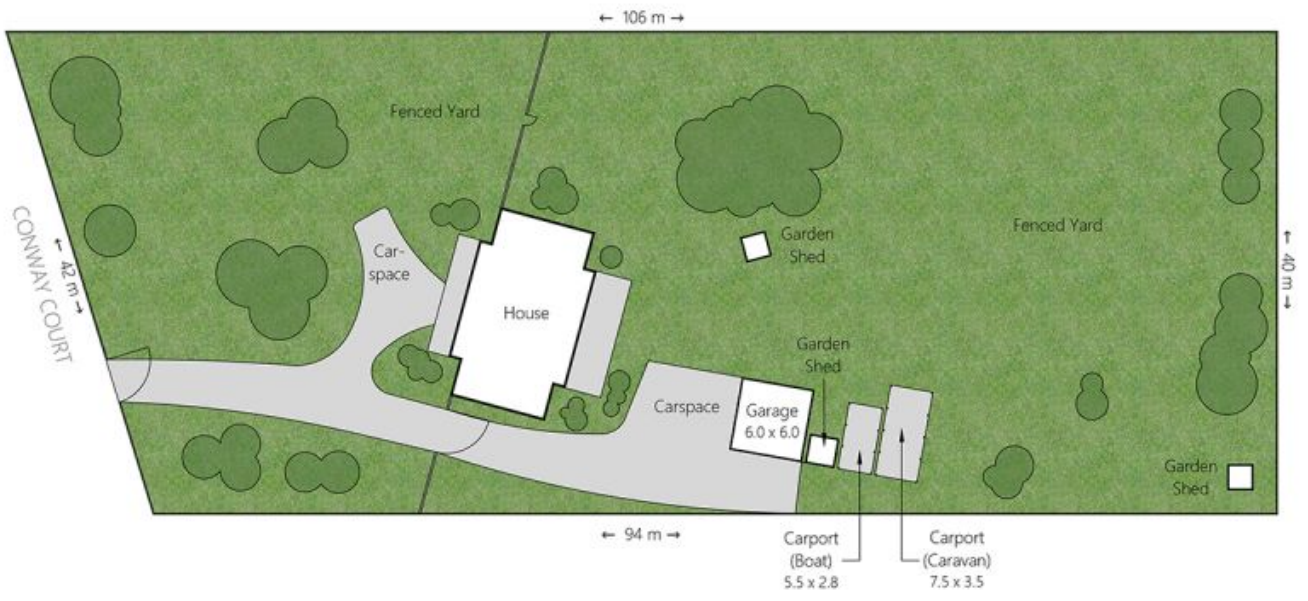 ← 106 m →
Fenced Yard
CONWAY COURT
← 42 m →
Car-
space
House
Garden
Shed
Fenced Yard
← 40 m →
Garden
Shed
Carspace
Garage
6.0 x 6.0
Garden
Shed
← 94 m →
Carport
(Boat)
5.5 x 2.8
Carport
(Caravan)
7.5 x 3.5